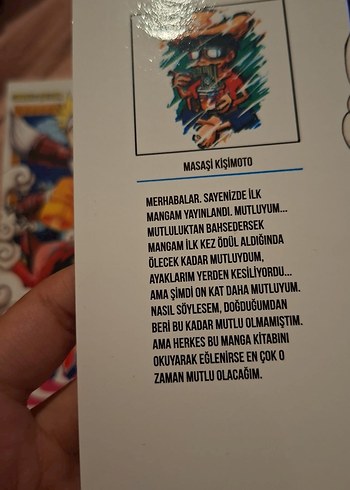 MASAŞİ KİŞİMOTO
MERHABALAR. SAYENİZDE İLK
MANGAM YAYINLANDI. MUTLUYUM...
MUTLULUKTAN BAHSEDERSEK
MANGAM İLK KEZ ÖDÜL ALDIĞINDA
ÖLECEK KADAR MUTLUYDUM,
AYAKLARIM YERDEN KESİLİYORDU...
AMA ŞİMDİ ON KAT DAHA MUTLUYUM.
NASIL SÖYLESEM, DOĞDUĞUMDAN
BERİ BU KADAR MUTLU OLMAMIŞTIM.
AMA HERKES BU MANGA KİTABINI
OKUYARAK EĞLENİRSE EN ÇOK O
ZAMAN MUTLU OLACAĞIM.